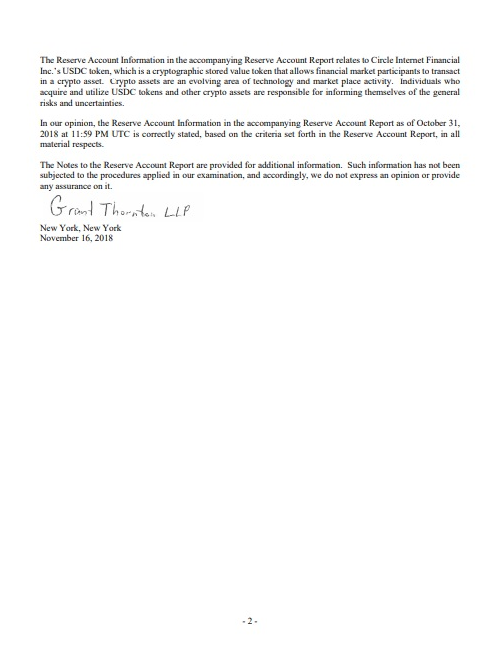 The Reserve Account Information in the accompanying Reserve Account Report relates to Circle Internet Financial
Inc.'s USDC token, which is a cryptographic stored value token that allows financial market participants to transact
in a crypto asset. Crypto assets are an evolving area of technology and market place activity. Individuals who
acquire and utilize USDC tokens and other crypto assets are responsible for informing themselves of the general
risks and uncertainties.
In our opinion, the Reserve Account Information in the accompanying Reserve Account Report as of October 31,
2018 at 11:59 PM UTC is correctly stated, based on the criteria set forth in the Reserve Account Report, in all
material respects.
The Notes to the Reserve Account Report are provided for additional information. Such information has not been
subjected to the procedures applied in our examination, and accordingly, we do not express an opinion or provide
any assurance on it.
Grant Thornton LLP
New York, New York
November 16, 2018
- 2 -